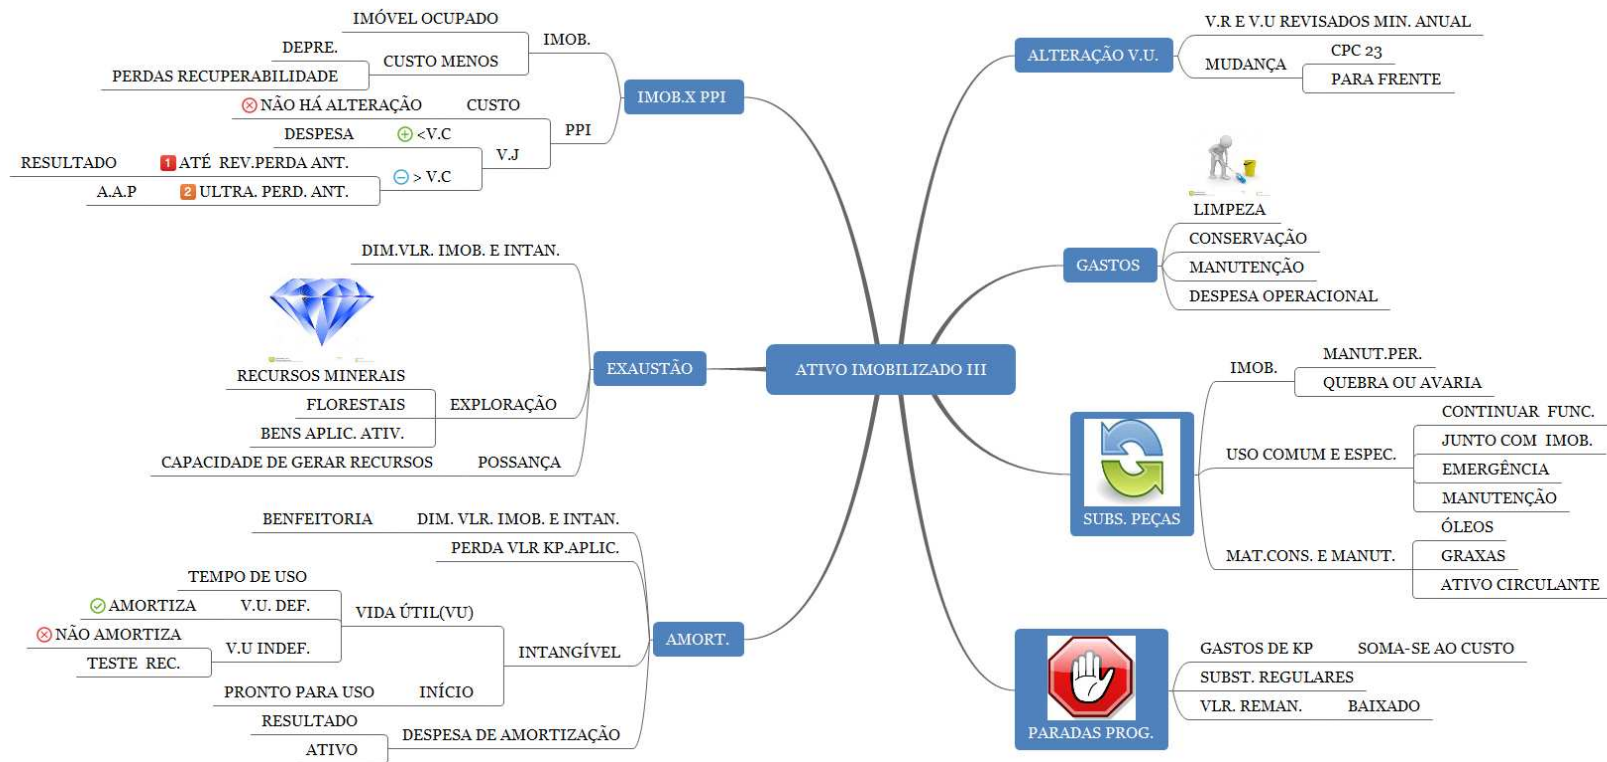 ATIVO IMOBILIZADO III
IMOB.X PPI
IMOB.
IMÓVEL OCUPADO
CUSTO MENOS
DEPRE.
PERDAS RECUPERABILIDADE
PPI
CUSTO
NÃO HÁ ALTERAÇÃO
V.J
<V.C
DESPESA
> V.C
1 ATÉ REV.PERDA ANT.
RESULTADO
2 ULTRA. PERD. ANT.
A.A.P
EXAUSTÃO
DIM.VLR. IMOB. E INTAN.
EXPLORAÇÃO
RECURSOS MINERAIS
FLORESTAIS
BENS APLIC. ATIV.
POSSANÇA
CAPACIDADE DE GERAR RECURSOS
AMORT.
DIM. VLR. IMOB. E INTAN.
BENFEITORIA
PERDA VLR KP.APLIC.
INTANGÍVEL
VIDA ÚTIL(VU)
TEMPO DE USO
V.U. DEF.
AMORTIZA
V.U INDEF.
NÃO AMORTIZA
TESTE REC.
INÍCIO
PRONTO PARA USO
DESPESA DE AMORTIZAÇÃO
RESULTADO
ATIVO
ALTERAÇÃO V.U.
V.R E V.U REVISADOS MIN. ANUAL
MUDANÇA
CPC 23
PARA FRENTE
GASTOS
LIMPEZA
CONSERVAÇÃO
MANUTENÇÃO
DESPESA OPERACIONAL
SUBS. PEÇAS
IMOB.
MANUT.PER.
QUEBRA OU AVARIA
USO COMUM E ESPEC.
CONTINUAR FUNC.
JUNTO COM IMOB.
EMERGÊNCIA
MANUTENÇÃO
MAT.CONS. E MANUT.
ÓLEOS
GRAXAS
ATIVO CIRCULANTE
PARADAS PROG.
GASTOS DE KP
SOMA-SE AO CUSTO
SUBST. REGULARES
VLR. REMAN.
BAIXADO